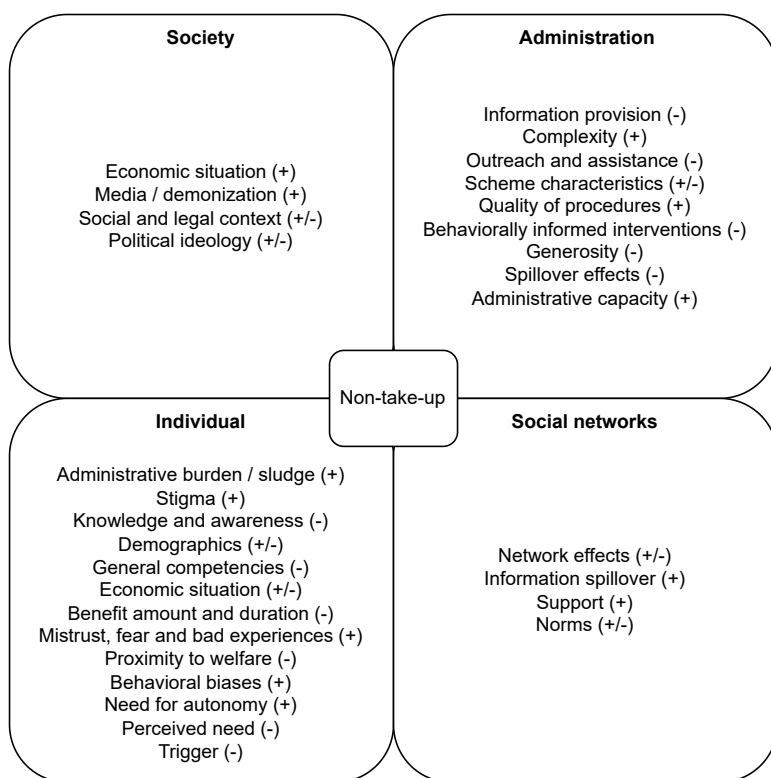 Society
Economic situation (+)
Media / demonization (+)
Social and legal context (+/-)
Political ideology (+/-)
Administration
Information provision (-)
Complexity (+)
Outreach and assistance (-)
Scheme characteristics (+/-)
Quality of procedures (+)
Behaviorally informed interventions (-)
Generosity (-)
Spillover effects (-)
Administrative capacity (+)
Non-take-up
Individual
Administrative burden / sludge (+)
Stigma (+)
Knowledge and awareness (-)
Demographics (+/-)
General competencies (-)
Economic situation (+/-)
Benefit amount and duration (-)
Mistrust, fear and bad experiences (+)
Proximity to welfare (-)
Behavioral biases (+)
Need for autonomy (+)
Perceived need (-)
Trigger (-)
Social networks
Network effects (+/-)
Information spillover (+)
Support (+)
Norms (+/-)